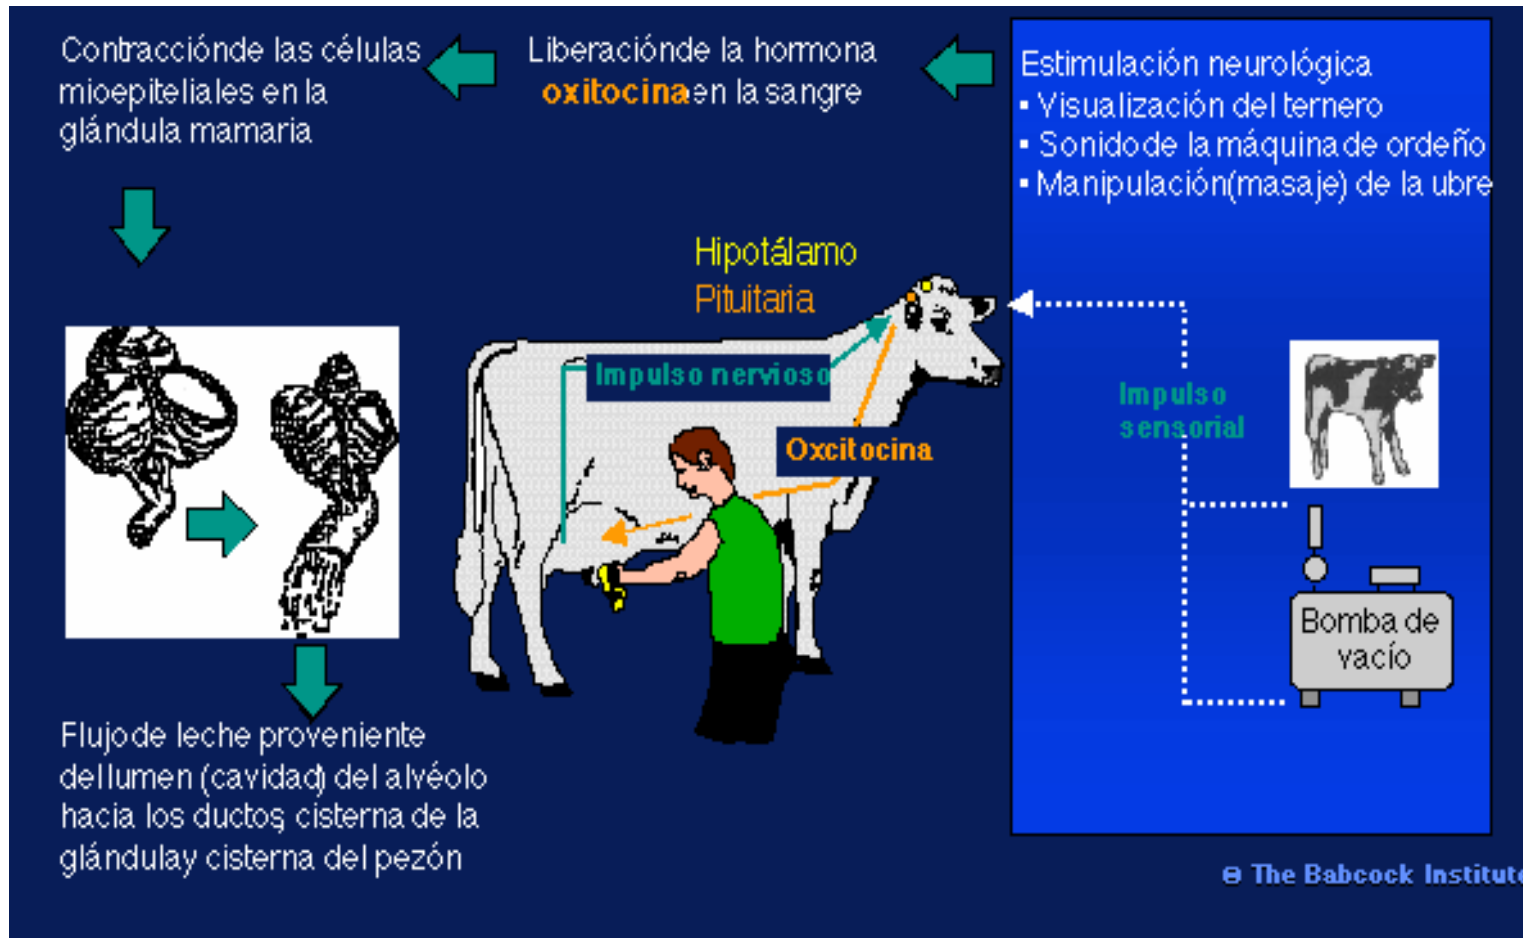 Contracciónde las células
mioepiteliales en la
glándula mamaria
Liberaciónde la hormona
oxitocinaen la sangre
Estimulación neurológica
▪ Visualización del ternero
▪ Sonidode la máquinade ordeño
▪ Manipulación(masaje) de la ubre
Hipotálamo
Pituitaria
Impulso nervioso
Oxcitocina
Impulso
sensorial
Bomba de
vacío
Flujode leche proveniente
dellumen (cavidad) del alvéolo
hacia los ductos, cisterna de la
glándulay cisterna del pezón
© The Babcock Institute